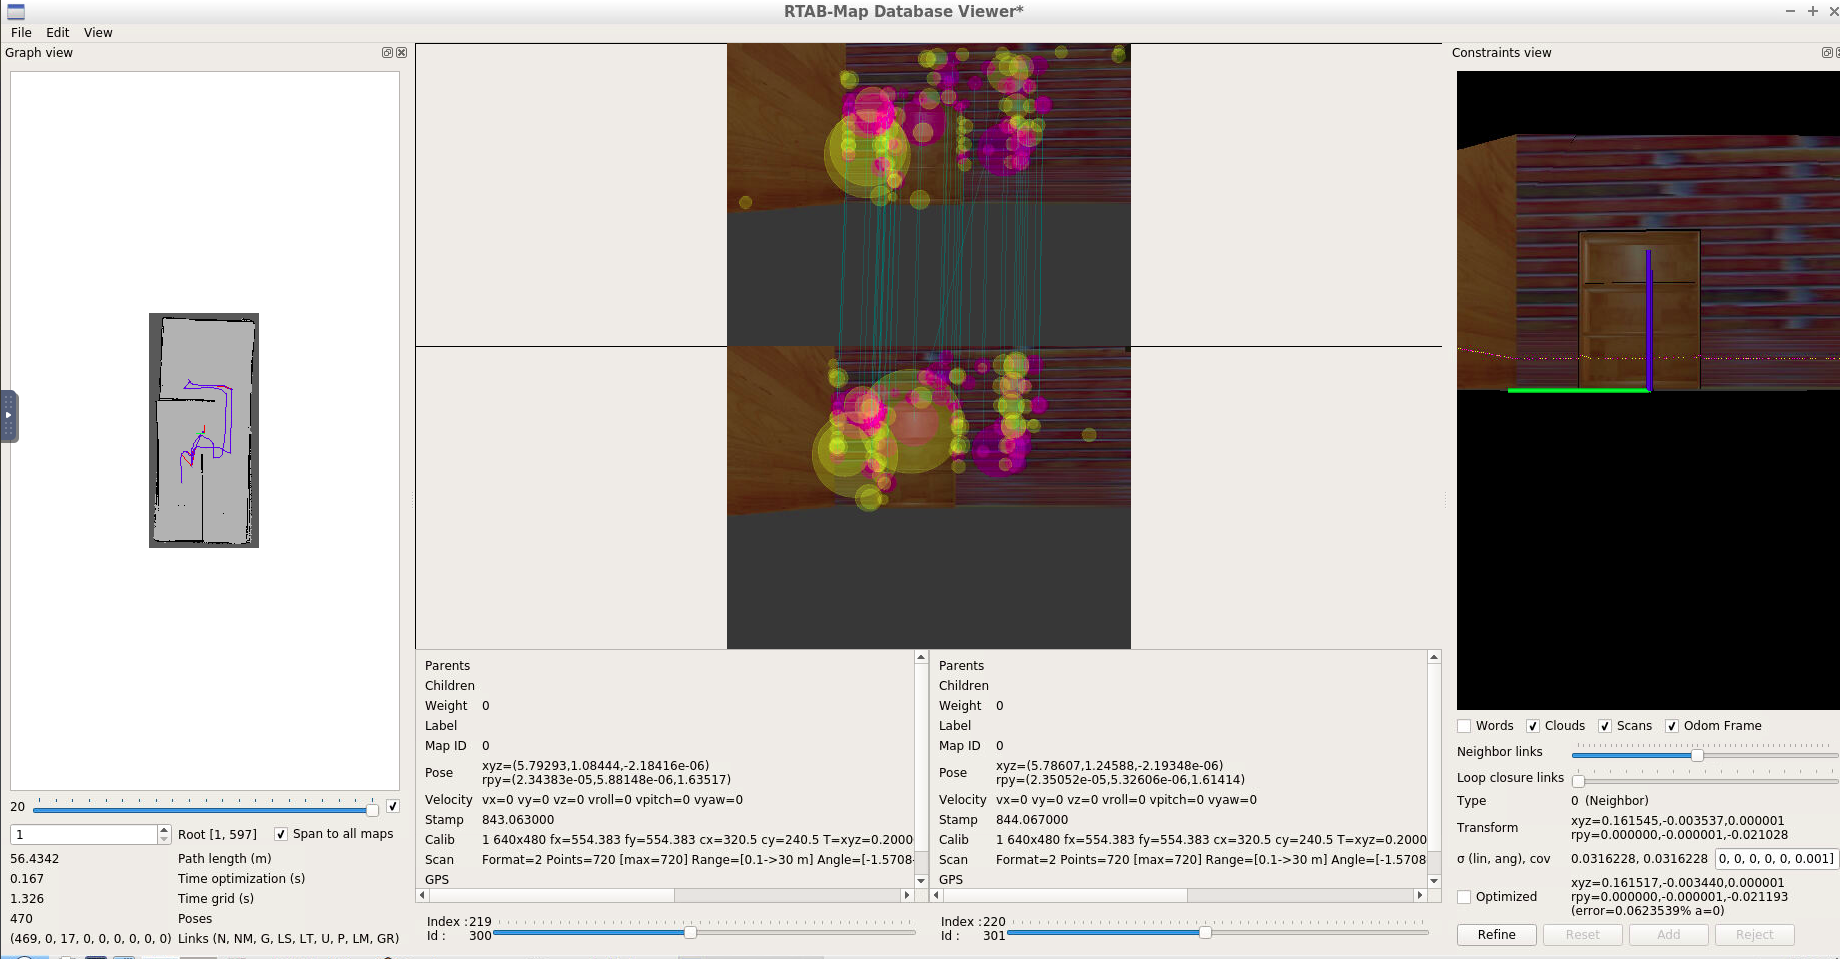 RTAB-Map Database Viewer*
File Edit View
Graph view
20
1
Root [1, 597]
Span to all maps
56.4342 Path length (m)
0.167 Time optimization (s)
1.326 Time grid (s)
470 Poses
(469, 0, 17, 0, 0, 0, 0, 0, 0) Links (N, NM, G, LS, LT, U, P, LM, GR)
Parents
Children
Weight 0
Label
Map ID 0
Pose xyz=(5.79293,1.08444,-2.18416e-06)
rpy=(2.34383e-05,5.88148e-06,1.63517)
Velocity vx=0 vy=0 vz=0 vroll=0 vpitch=0 vyaw=0
Stamp 843.063000
Calib 1 640x480 fx=554.383 fy=554.383 cx=320.5 cy=240.5 T=xyz=0.2000
Scan Format=2 Points=720 [max=720] Range=[0.1->30 m] Angle=[-1.5708-
GPS
Index : 219
Id : 300
Parents
Children
Weight 0
Label
Map ID 0
Pose xyz=(5.78607,1.24588,-2.19348e-06)
rpy=(2.35052e-05,5.32606e-06,1.61414)
Velocity vx=0 vy=0 vz=0 vroll=0 vpitch=0 vyaw=0
Stamp 844.067000
Calib 1 640x480 fx=554.383 fy=554.383 cx=320.5 cy=240.5 T=xyz=0.2000
Scan Format=2 Points=720 [max=720] Range=[0.1->30 m] Angle=[-1.5708
GPS
Index : 220
Id : 301
Constraints view
Words Clouds Scans Odom Frame
Neighbor links
Loop closure links
Type 0 (Neighbor)
Transform xyz=0.161545,-0.003537,0.000001
rpy=0.000000,-0.000001,-0.021028
σ (lin, ang), cov 0.0316228, 0.0316228 0, 0, 0, 0, 0, 0.001]
Optimized xyz=0.161517,-0.003440,0.000001
rpy=0.000000,-0.000001,-0.021193
(error=0.0623539% a=0)
Refine Reset Add Reject